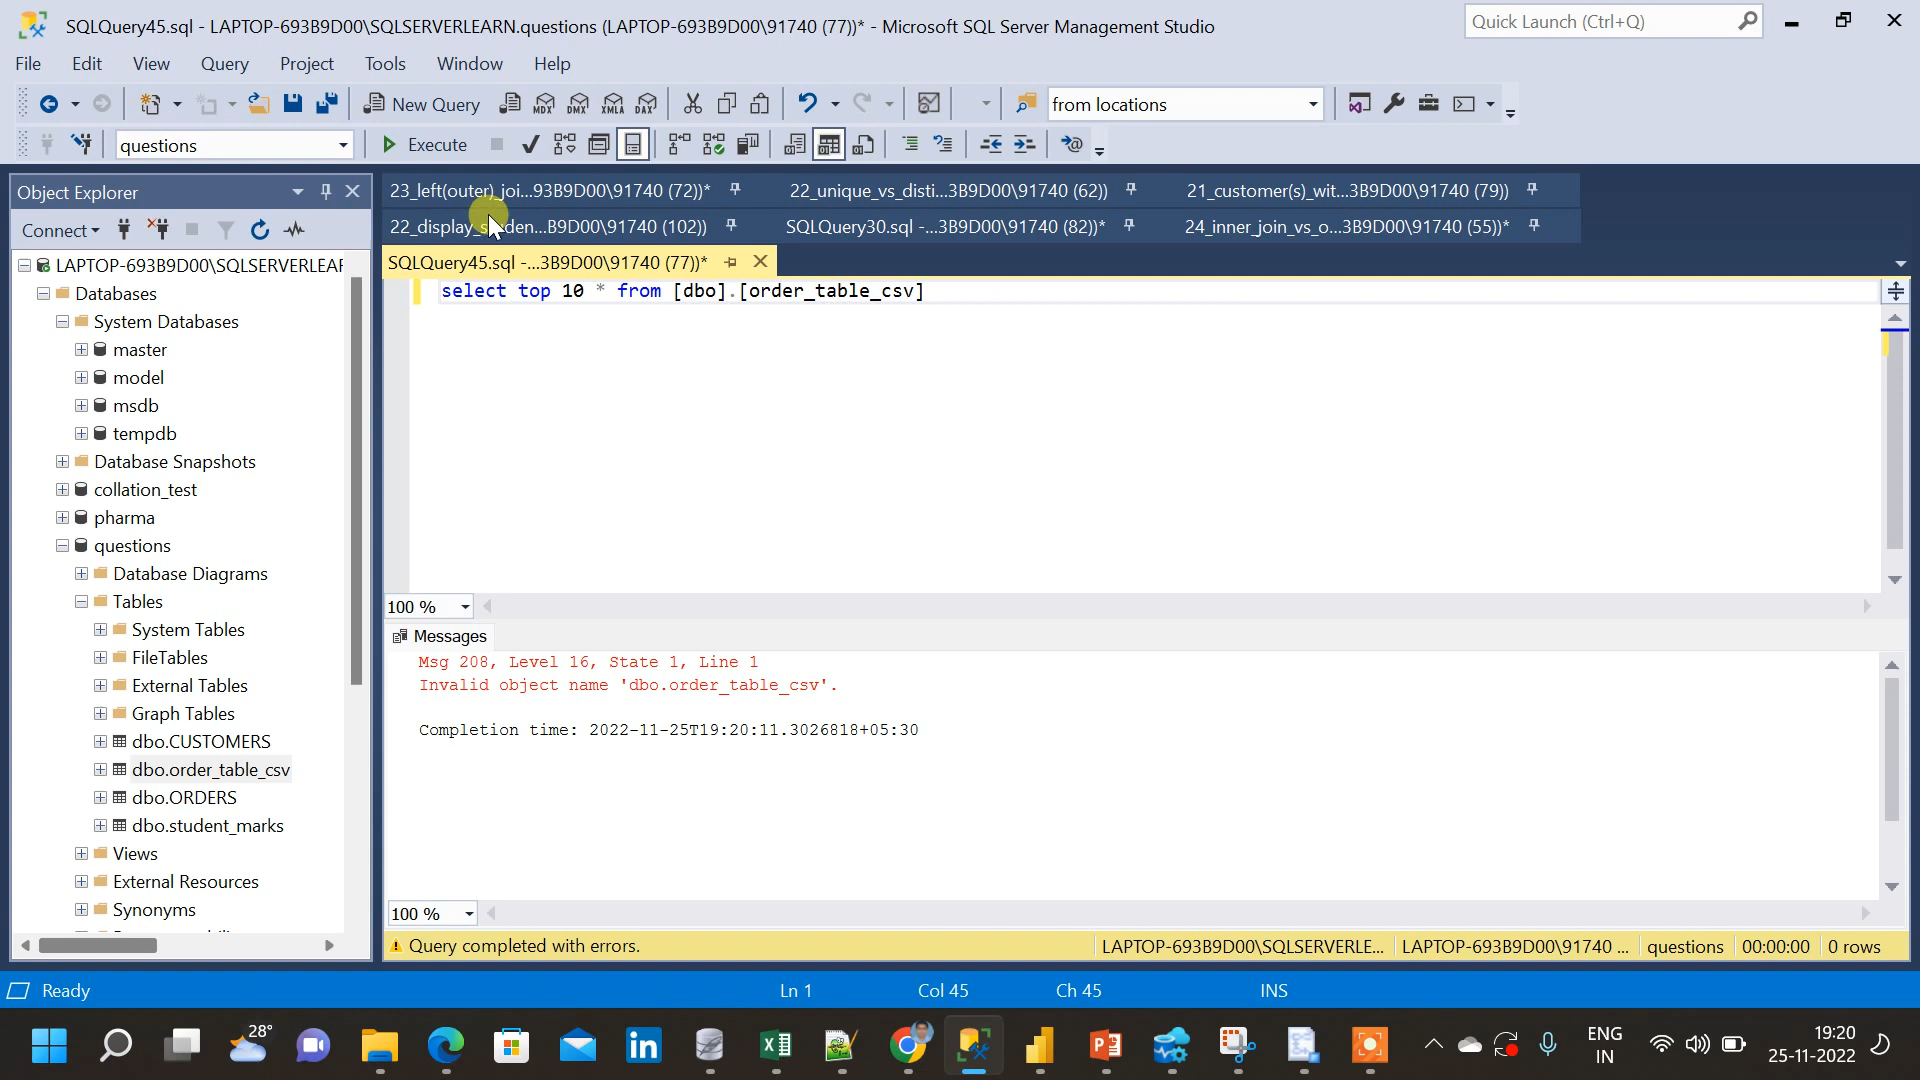 SQLQuery45.sql - LAPTOP-693B9D00\SQLSERVERLEARN.questions (LAPTOP-693B9D00\91740 (77))* - Microsoft SQL Server Management Studio
Quick Launch (Ctrl+Q)
File Edit View Query Project Tools Window Help
New Query MDX DMX XMLA DAX from locations
questions Execute
Object Explorer
Connect
LAPTOP-693B9D00\SQLSERVERLEAR
Databases
System Databases
master
model
msdb
tempdb
Database Snapshots
collation_test
pharma
questions
Database Diagrams
Tables
System Tables
FileTables
External Tables
Graph Tables
dbo.CUSTOMERS
dbo.order_table_csv
dbo.ORDERS
dbo.student_marks
Views
External Resources
Synonyms
23_left(outer)_joi...93B9D00\91740 (72))* 22_unique_vs_disti...3B9D00\91740 (62)) 21_customer(s)_wit...3B9D00\91740 (79))
22_display_s den...B9D00\91740 (102)) SQLQuery30.sql -...3B9D00\91740 (82))* 24_inner_join_vs_o...3B9D00\91740 (55))*
SQLQuery45.sql -...3B9D00\91740 (77))*
select top 10 * from [dbo].[order_table_csv]
100 %
Messages
Msg 208, Level 16, State 1, Line 1
Invalid object name 'dbo.order_table_csv'.
Completion time: 2022-11-25T19:20:11.3026818+05:30
100 %
Query completed with errors. LAPTOP-693B9D00\SQLSERVERLE... LAPTOP-693B9D00\91740 ... questions 00:00:00 0 rows
Ready Ln 1 Col 45 Ch 45 INS
28°
ENG
IN
19:20
25-11-2022